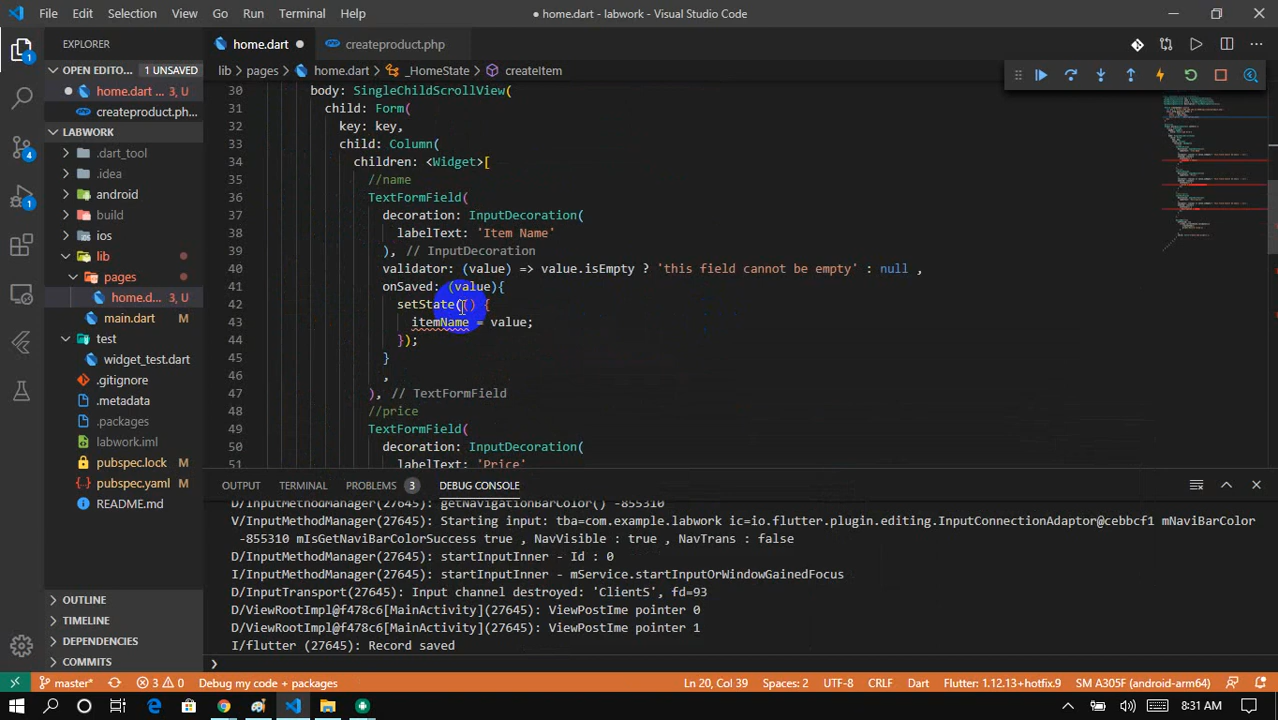 File Edit Selection View Go Run Terminal Help
● home.dart - labwork - Visual Studio Code
EXPLORER
home.dart ●
createproduct.php
OPEN EDITO... 1 UNSAVED
● home.dart ... 3, U
createproduct.ph...
LABWORK
.dart_tool
.idea
android
build
ios
lib
pages
home.d... 3, U
main.dart
test
widget_test.dart
.gitignore
.metadata
.packages
labwork.iml
pubspec.lock M
pubspec.yaml M
README.md
OUTLINE
TIMELINE
DEPENDENCIES
COMMITS
lib > pages > home.dart > _HomeState > createItem
30 body: SingleChildScrollView(
31 child: Form(
32 key: key,
33 child: Column(
34 children: <Widget>[
35 //name
36 TextFormField(
37 decoration: InputDecoration(
38 labelText: 'Item Name'
39 ), // InputDecoration
40 validator: (value) => value.isEmpty ? 'this field cannot be empty' : null ,
41 onSaved: (value){
42 setState(() {
43 itemName = value;
44 });
45 }
46 ,
47 ), // TextFormField
48 //price
49 TextFormField(
50 decoration: InputDecoration(
51 labelText: 'Price'
OUTPUT TERMINAL PROBLEMS 3 DEBUG CONSOLE
D/InputMethodManager(27645): getNavigationBarColor() -855310
V/InputMethodManager(27645): Starting input: tba=com.example.labwork ic=io.flutter.plugin.editing.InputConnectionAdaptor@cebbcf1 mNaviBarColor
-855310 mIsGetNaviBarColorSuccess true , NavVisible : true , NavTrans : false
D/InputMethodManager(27645): startInputInner - Id : 0
I/InputMethodManager(27645): startInputInner - mService.startInputOrWindowGainedFocus
D/InputTransport(27645): Input channel destroyed: 'ClientS', fd=93
D/ViewRootImpl@f478c6[MainActivity](27645): ViewPostIme pointer 0
D/ViewRootImpl@f478c6[MainActivity](27645): ViewPostIme pointer 1
I/flutter (27645): Record saved
master* 3 0 Debug my code + packages Ln 20, Col 39 Spaces: 2 UTF-8 CRLF Dart Flutter: 1.12.13+hotfix.9 SM A305F (android-arm64)
8:31 AM